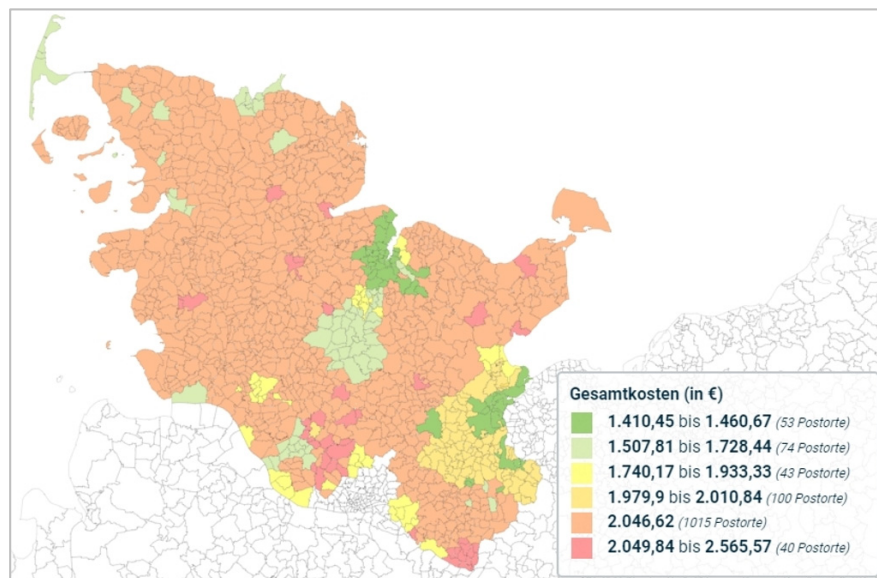 Gesamtkosten (in €)
1.410,45 bis 1.460,67 (53 Postorte)
1.507,81 bis 1.728,44 (74 Postorte)
1.740,17 bis 1.933,33 (43 Postorte)
1.979,9 bis 2.010,84 (100 Postorte)
2.046,62 (1015 Postorte)
2.049,84 bis 2.565,57 (40 Postorte)